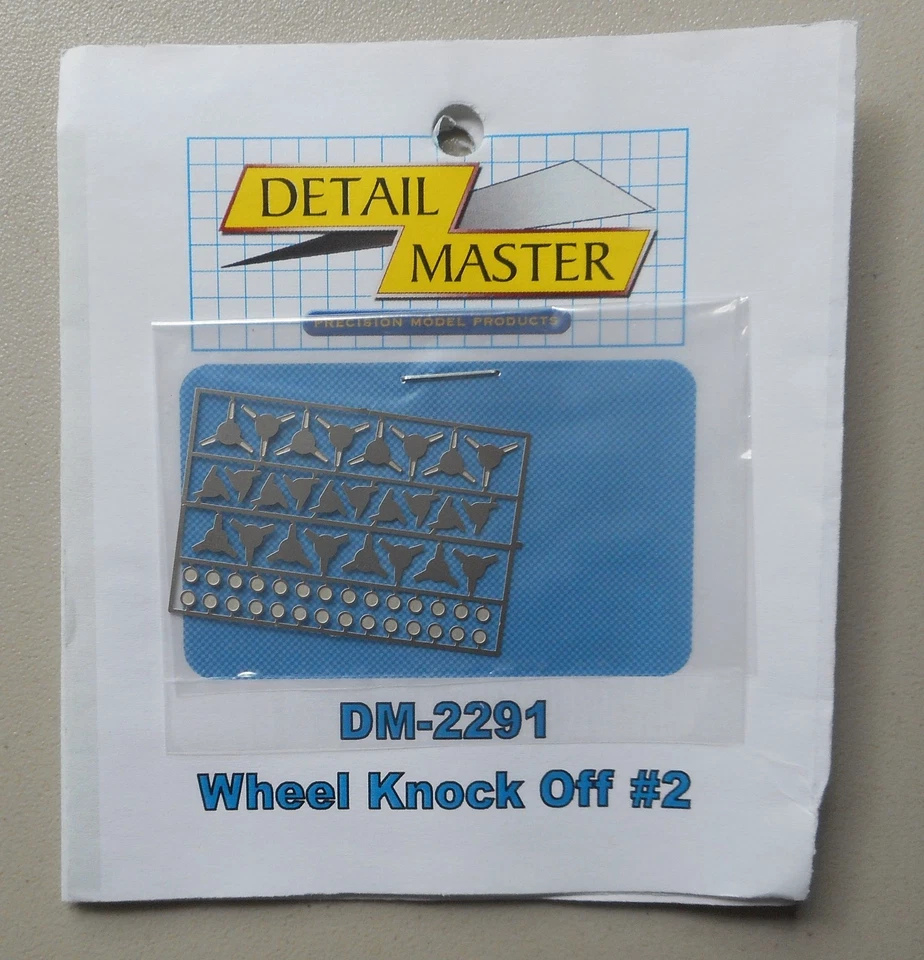 DETAIL
MASTER
PRECISION MODEL PRODUCTS
DM-2291
Wheel Knock Off #2